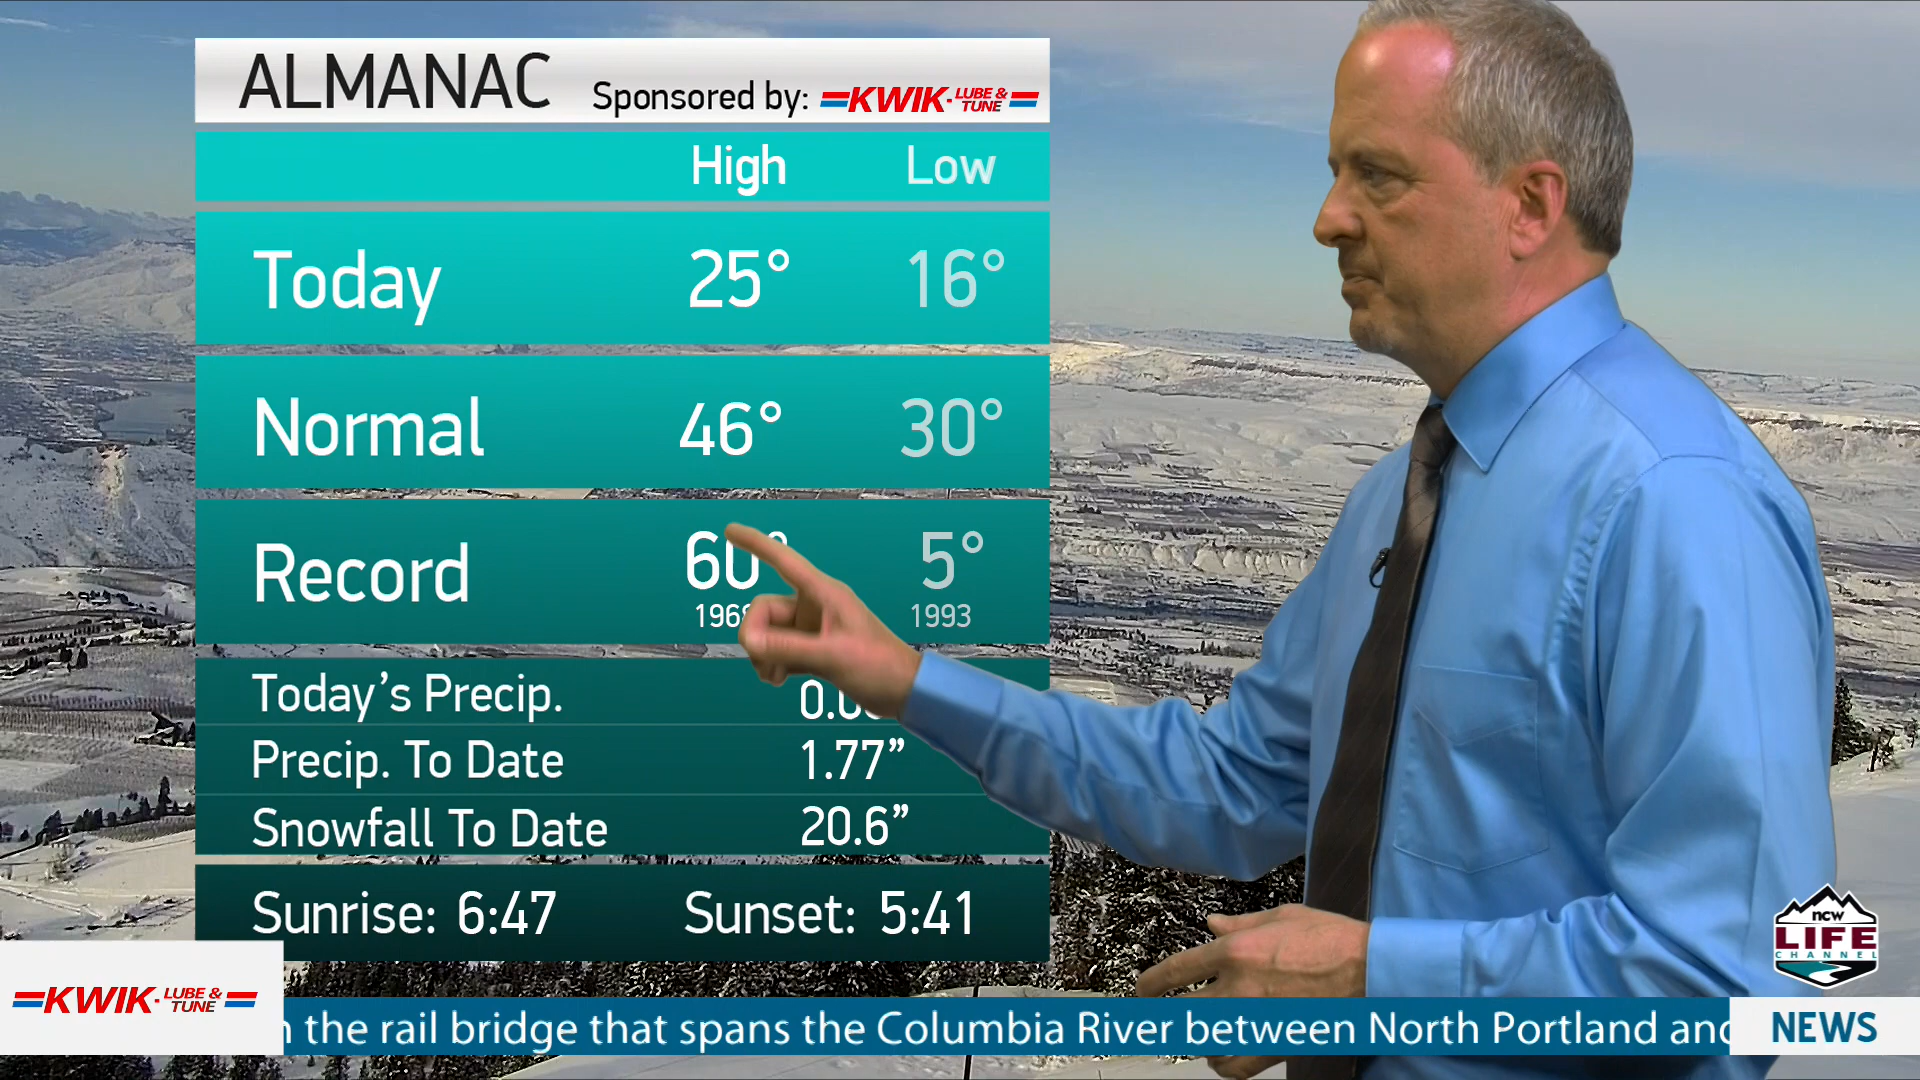 ALMANAC
Sponsored by: KWIK LUBE & TUNE
High Low
Today 25° 16°
Normal 46° 30°
Record 60° 5°
1993
Today's Precip.
Precip. To Date 1.77"
Snowfall To Date 20.6"
Sunrise: 6:47 Sunset: 5:41
ncw
LIFE
CHANNEL
KWIK LUBE & TUNE
the rail bridge that spans the Columbia River between North Portland and
NEWS